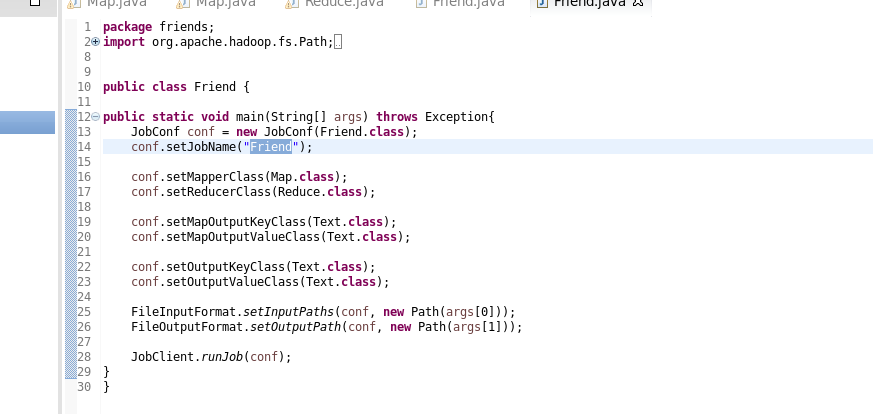 Map.java Map.java Reduce.java Friend.java Friend.java
1 package friends;
2 import org.apache.hadoop.fs.Path;
8
9
10 public class Friend {
11
12 public static void main(String[] args) throws Exception{
13 JobConf conf = new JobConf(Friend.class);
14 conf.setJobName("Friend");
15
16 conf.setMapperClass(Map.class);
17 conf.setReducerClass(Reduce.class);
18
19 conf.setMapOutputKeyClass(Text.class);
20 conf.setMapOutputValueClass(Text.class);
21
22 conf.setOutputKeyClass(Text.class);
23 conf.setOutputValueClass(Text.class);
24
25 FileInputFormat.setInputPaths(conf, new Path(args[0]));
26 FileOutputFormat.setOutputPath(conf, new Path(args[1]));
27
28 JobClient.runJob(conf);
29 }
30 }